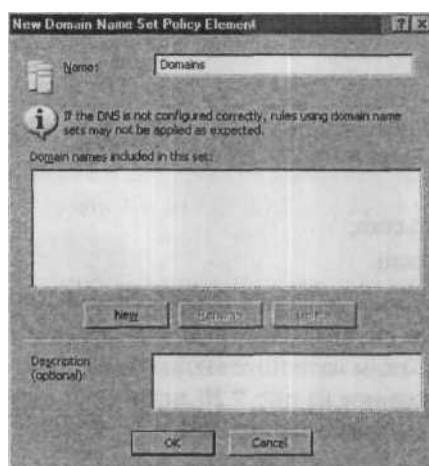 New Domain Name Set Policy Element
Name:
Domains
If the DNS is not configured correctly, rules using domain name
sets may not be applied as expected.
Domain names included in this set:
New
Description
(optional):
OK
Cancel